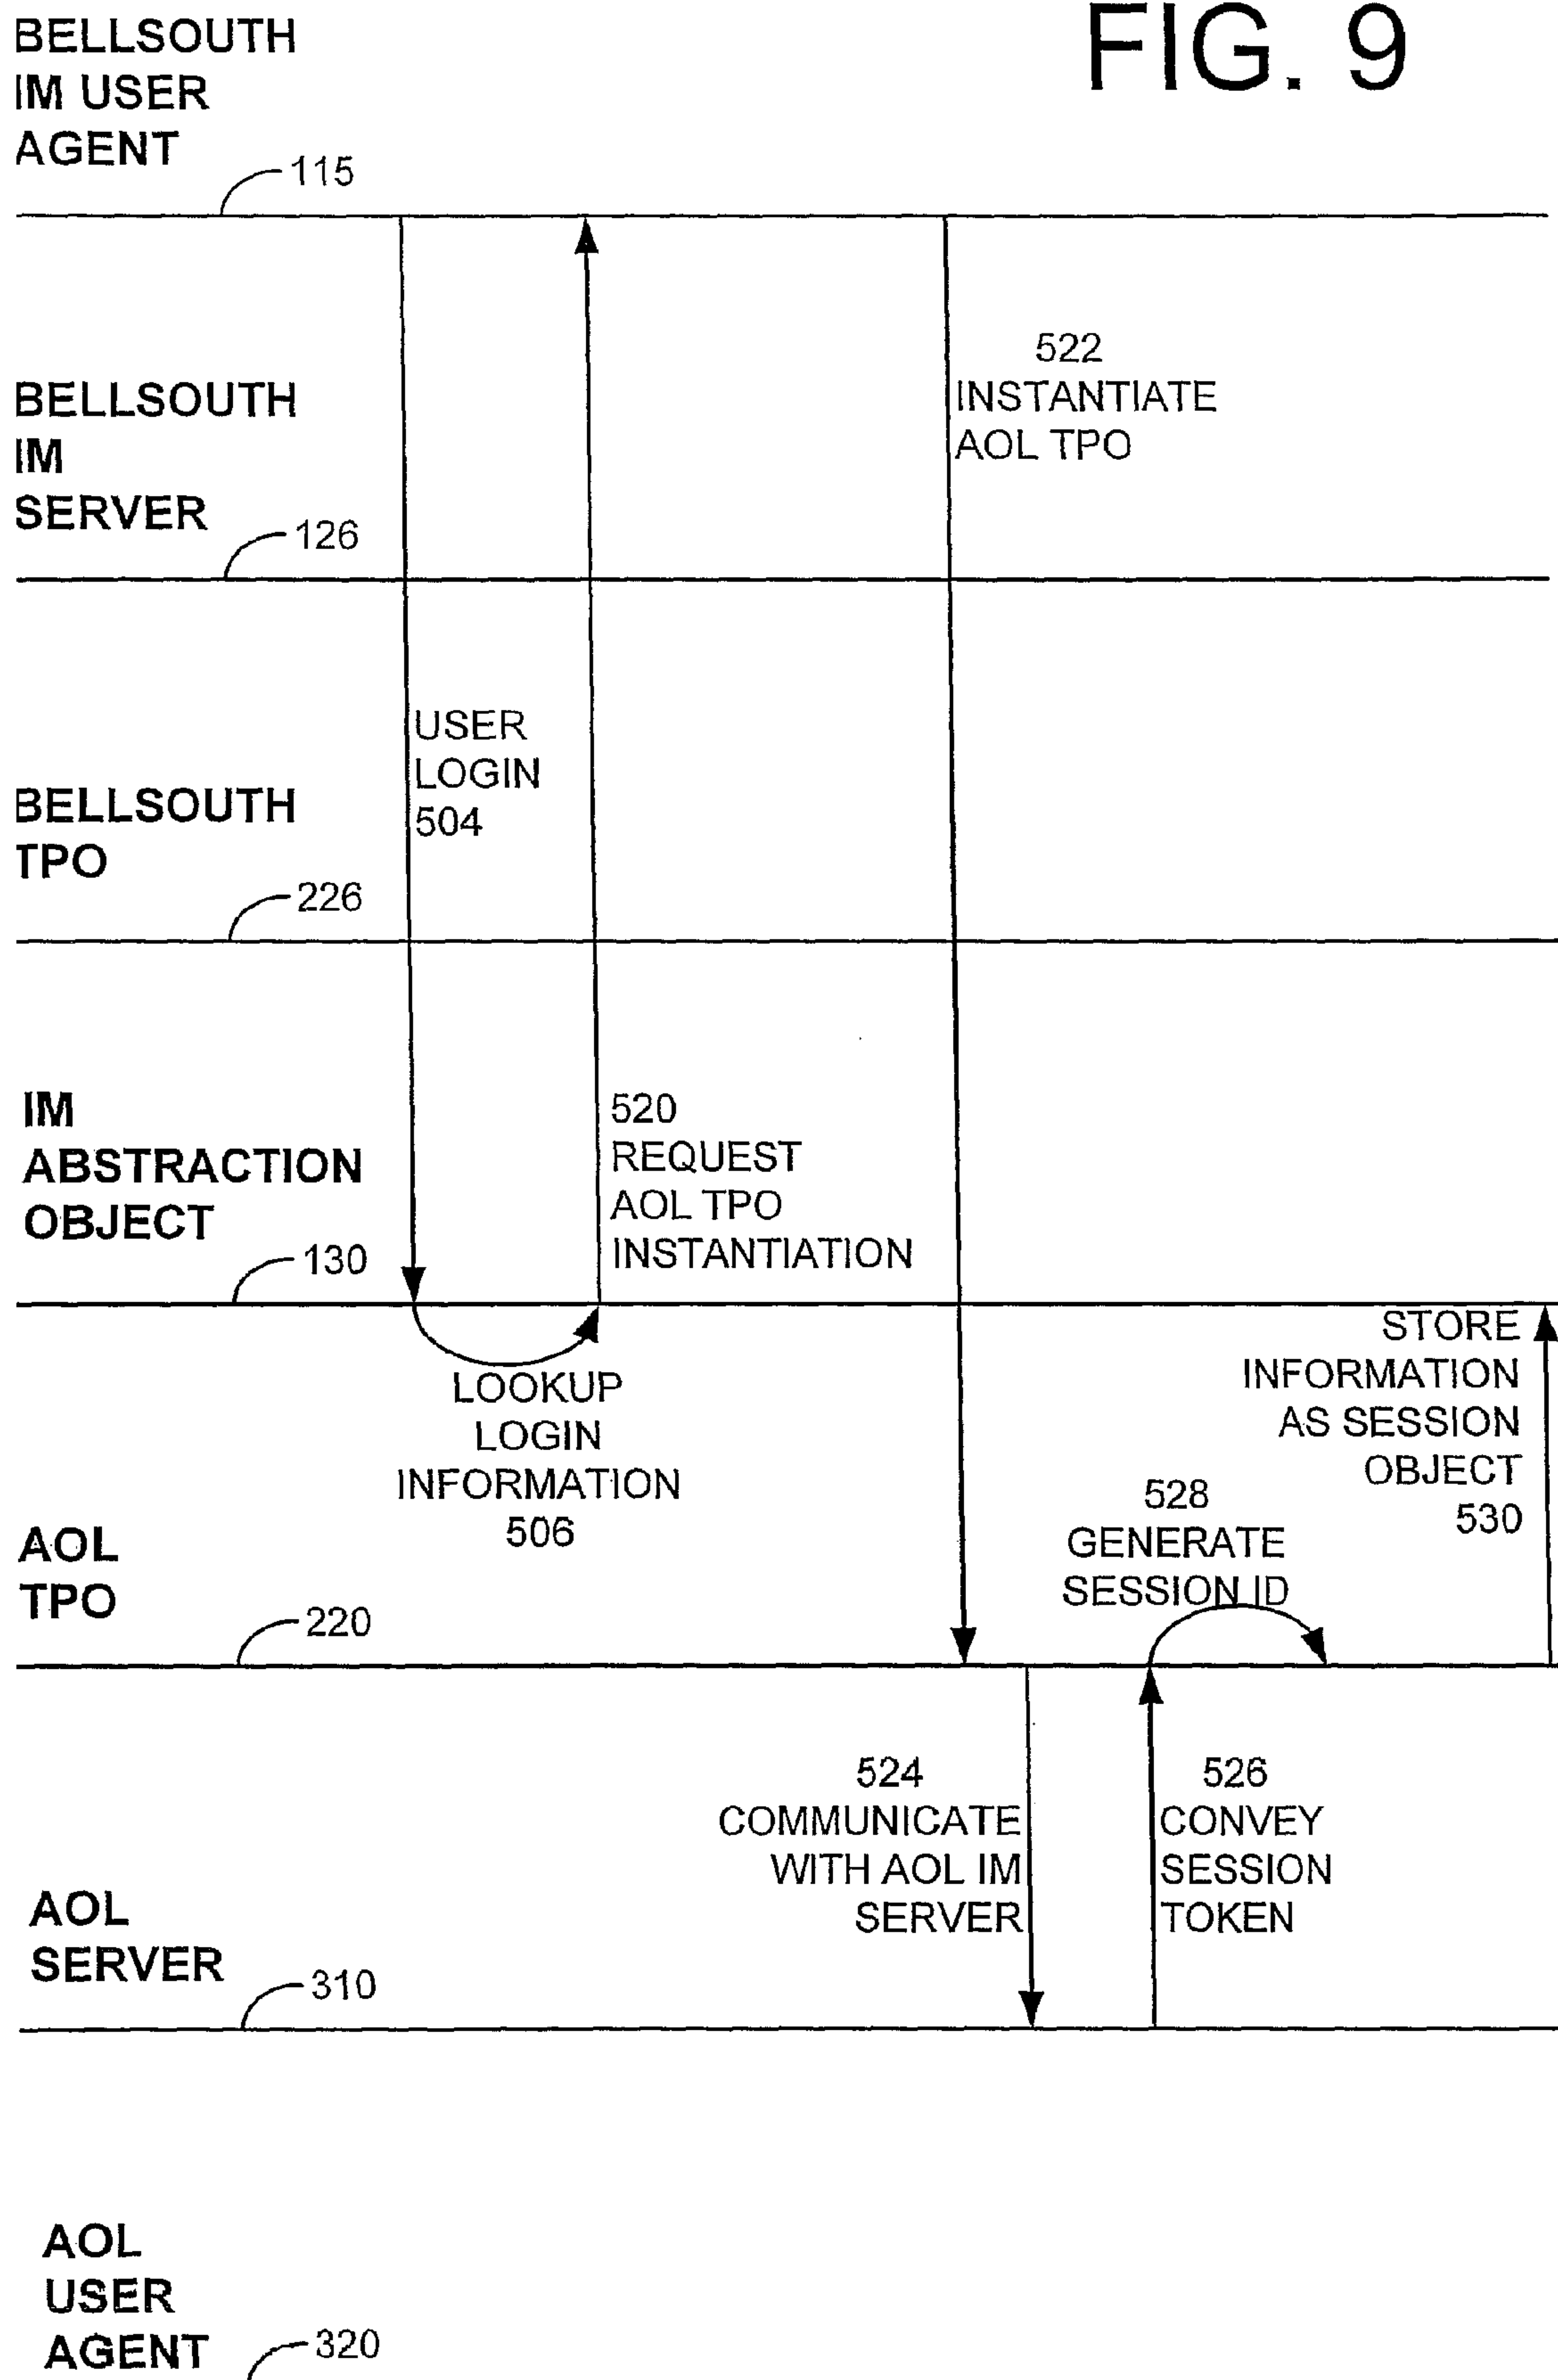 FIG. 9
BELLSOUTH
IM USER
AGENT
115
522
INSTANTIATE
AOL TPO
BELLSOUTH
IM
SERVER
126
USER
LOGIN
504
BELLSOUTH
TPO
226
IM
ABSTRACTION
OBJECT
130
520
REQUEST
AOL TPO
INSTANTIATION
LOOKUP
LOGIN
INFORMATION
506
STORE
INFORMATION
AS SESSION
OBJECT
530
528
GENERATE
SESSION ID
AOL
TPO
220
524
COMMUNICATE
WITH AOL IM
SERVER
526
CONVEY
SESSION
TOKEN
AOL
SERVER
310
AOL
USER
AGENT
320